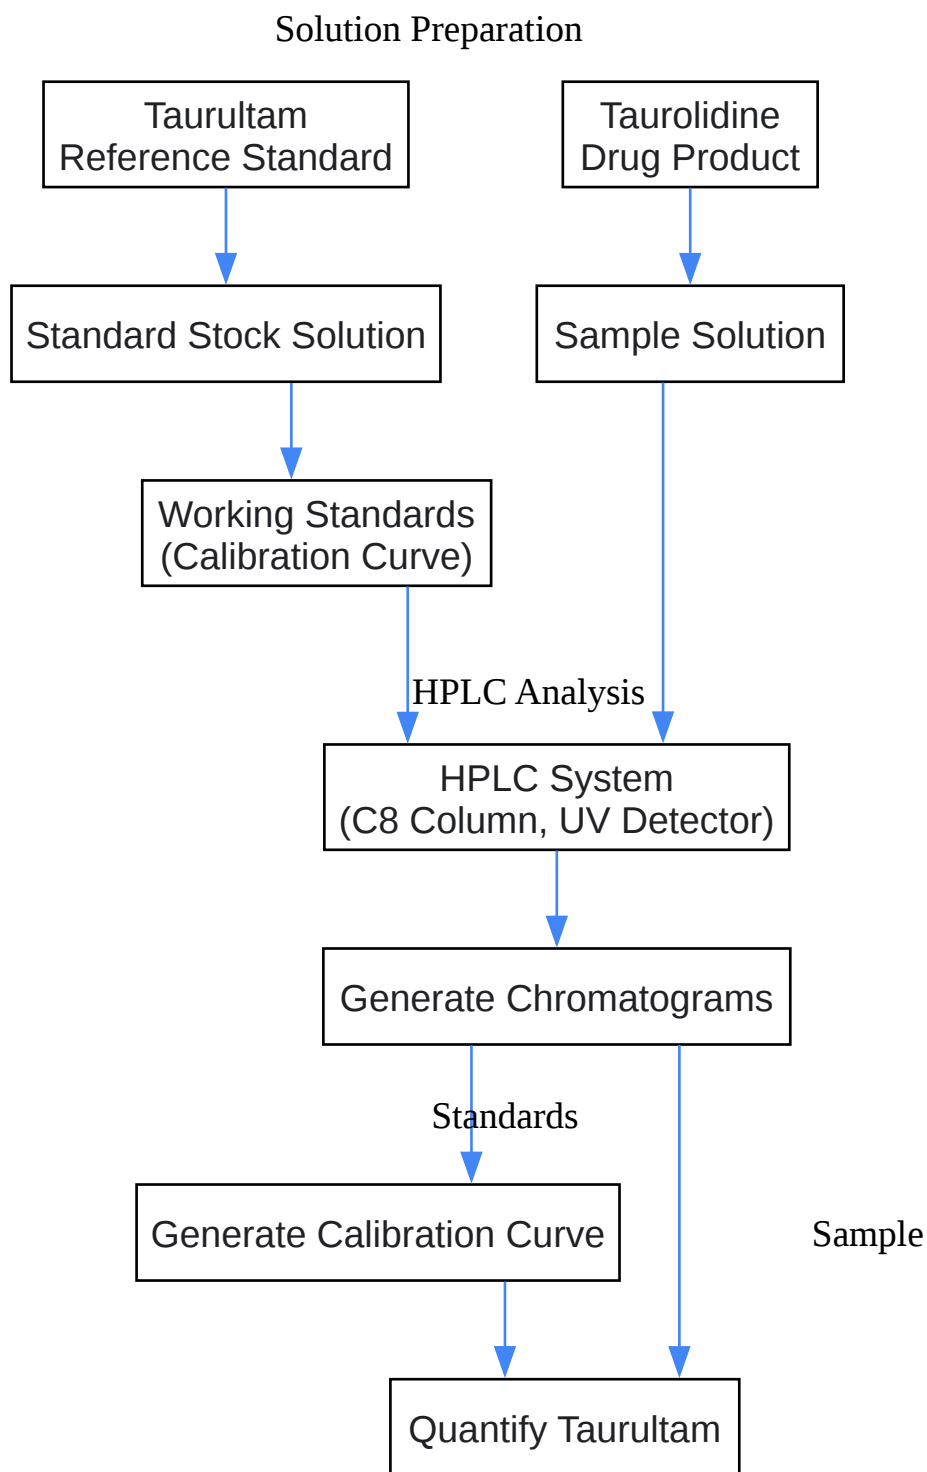 Solution Preparation
Taurultam
Reference Standard
Taurolidine
Drug Product
Standard Stock Solution
Sample Solution
Working Standards
(Calibration Curve)
HPLC Analysis
HPLC System
(C8 Column, UV Detector)
Generate Chromatograms
Standards
Generate Calibration Curve
Sample
Quantify Taurultam